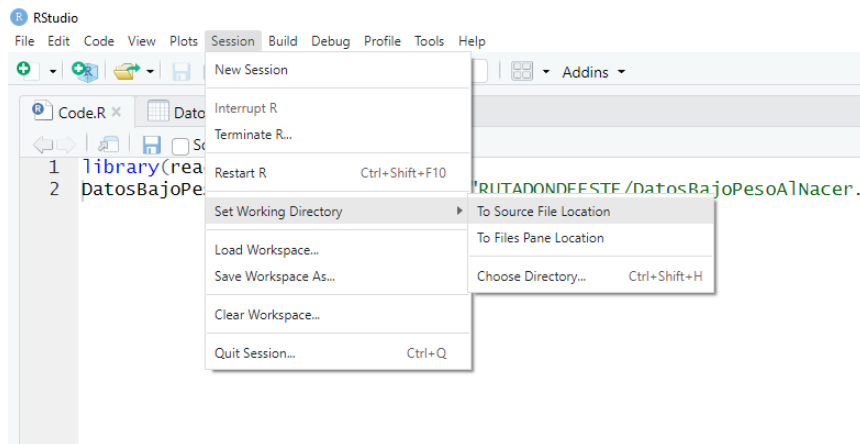 RStudio
File Edit Code View Plots Session Build Debug Profile Tools Help
Addins
Code.R
New Session
Interrupt R
Terminate R...
Restart R Ctrl+Shift+F10
Set Working Directory
Load Workspace...
Save Workspace As...
Clear Workspace...
Quit Session... Ctrl+Q
To Source File Location
To Files Pane Location
Choose Directory... Ctrl+Shift+H
1 library(rea
2 DatosBajoPe "RUTADONDEESTE/DatosBajoPesoAlNacer.